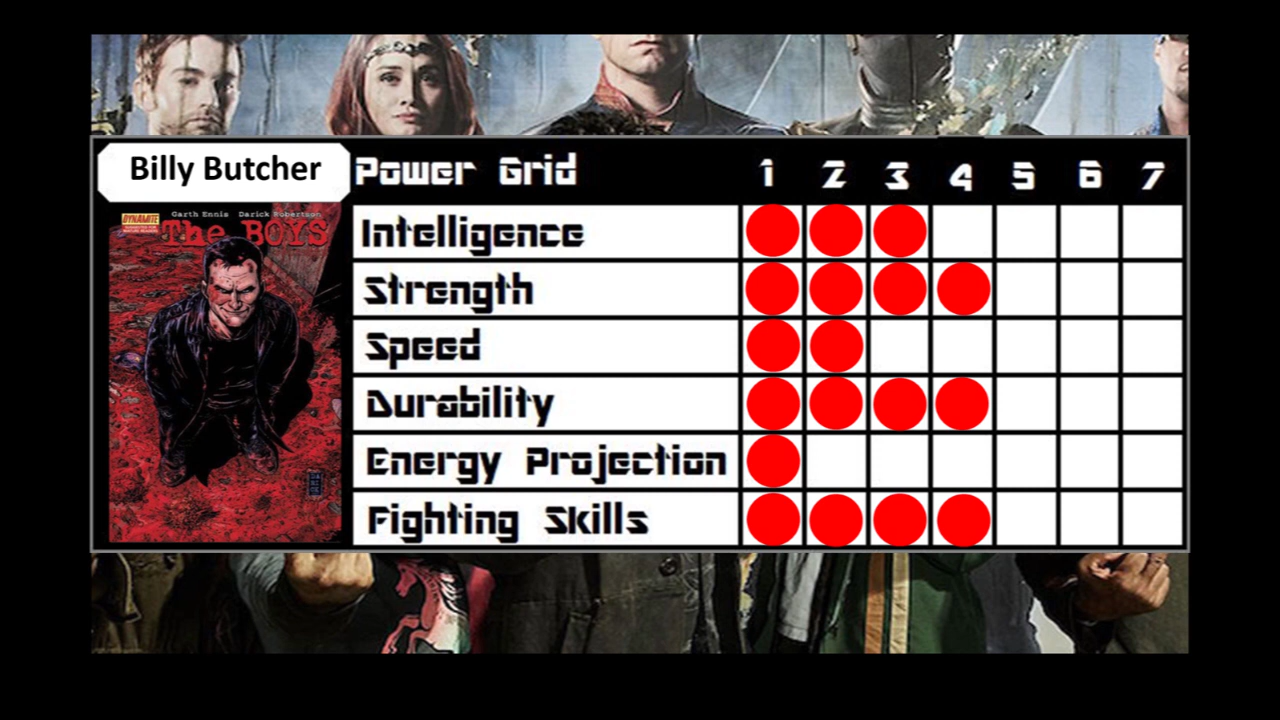 Billy Butcher
Power Grid 1 2 3 4 5 6 7
Garth Ennis Darick Robertson
DYNAMITE
The BOYS
Intelligence
Strength
Speed
Durability
Energy Projection
Fighting Skills